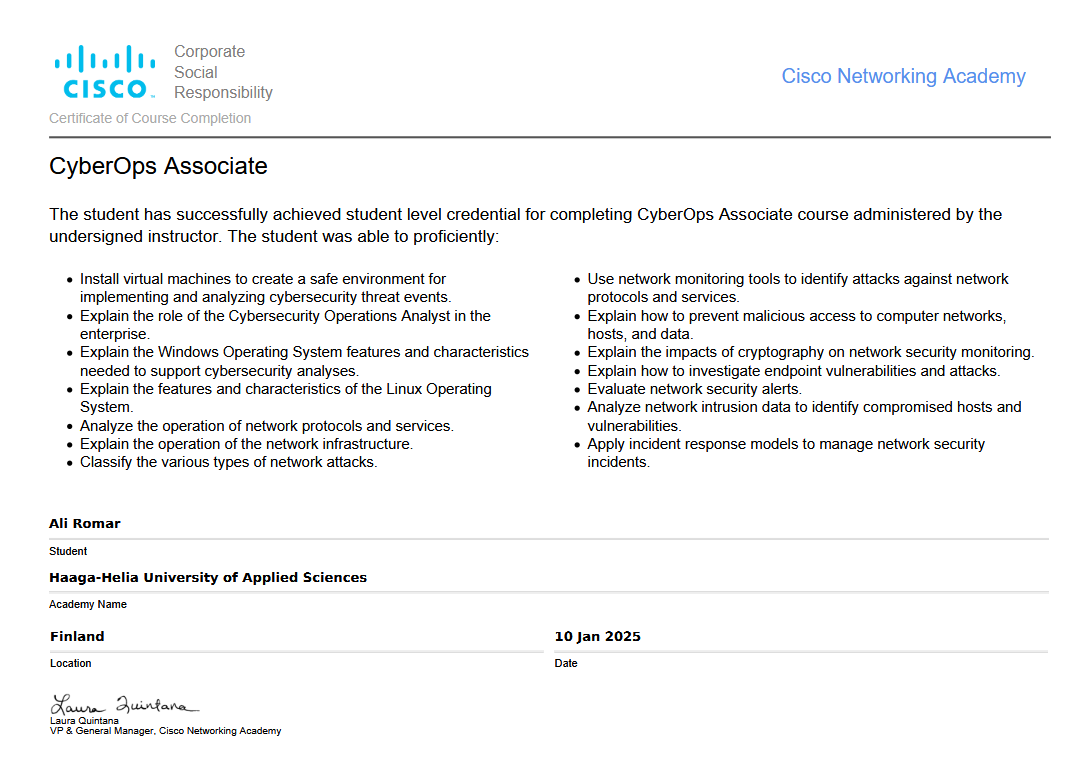 Corporate
Social
Responsibility
CISCO
Certificate of Course Completion
Cisco Networking Academy
CyberOps Associate
The student has successfully achieved student level credential for completing CyberOps Associate course administered by the
undersigned instructor. The student was able to proficiently:
• Install virtual machines to create a safe environment for
implementing and analyzing cybersecurity threat events.
• Explain the role of the Cybersecurity Operations Analyst in the
enterprise.
• Explain the Windows Operating System features and characteristics
needed to support cybersecurity analyses.
• Explain the features and characteristics of the Linux Operating
System.
• Analyze the operation of network protocols and services.
• Explain the operation of the network infrastructure.
• Classify the various types of network attacks.
• Use network monitoring tools to identify attacks against network
protocols and services.
• Explain how to prevent malicious access to computer networks,
hosts, and data.
• Explain the impacts of cryptography on network security monitoring.
• Explain how to investigate endpoint vulnerabilities and attacks.
• Evaluate network security alerts.
• Analyze network intrusion data to identify compromised hosts and
vulnerabilities.
• Apply incident response models to manage network security
incidents.
Ali Romar
Student
Haaga-Helia University of Applied Sciences
Academy Name
Finland
Location
10 Jan 2025
Date
Laura Quintana
Laura Quintana
VP & General Manager, Cisco Networking Academy